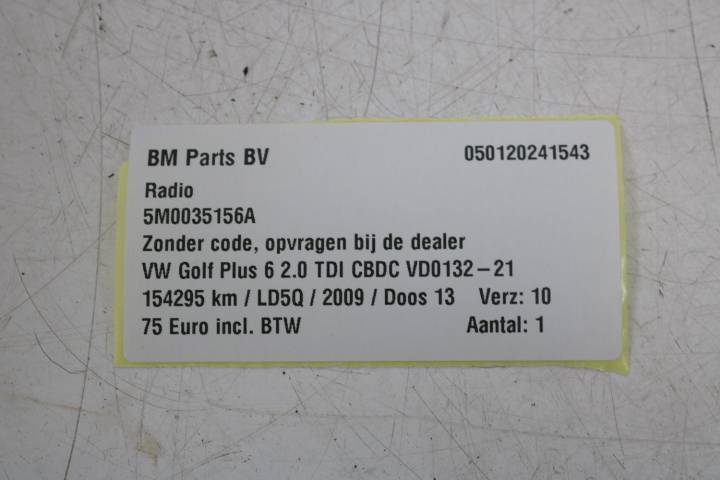 BM Parts BV 050120241543
Radio
5M0035156A
Zonder code, opvragen bij de dealer
VW Golf Plus 6 2.0 TDI CBDC VD0132-21
154295 km / LD5Q / 2009 / Doos 13 Verz: 10
75 Euro incl. BTW Aantal: 1